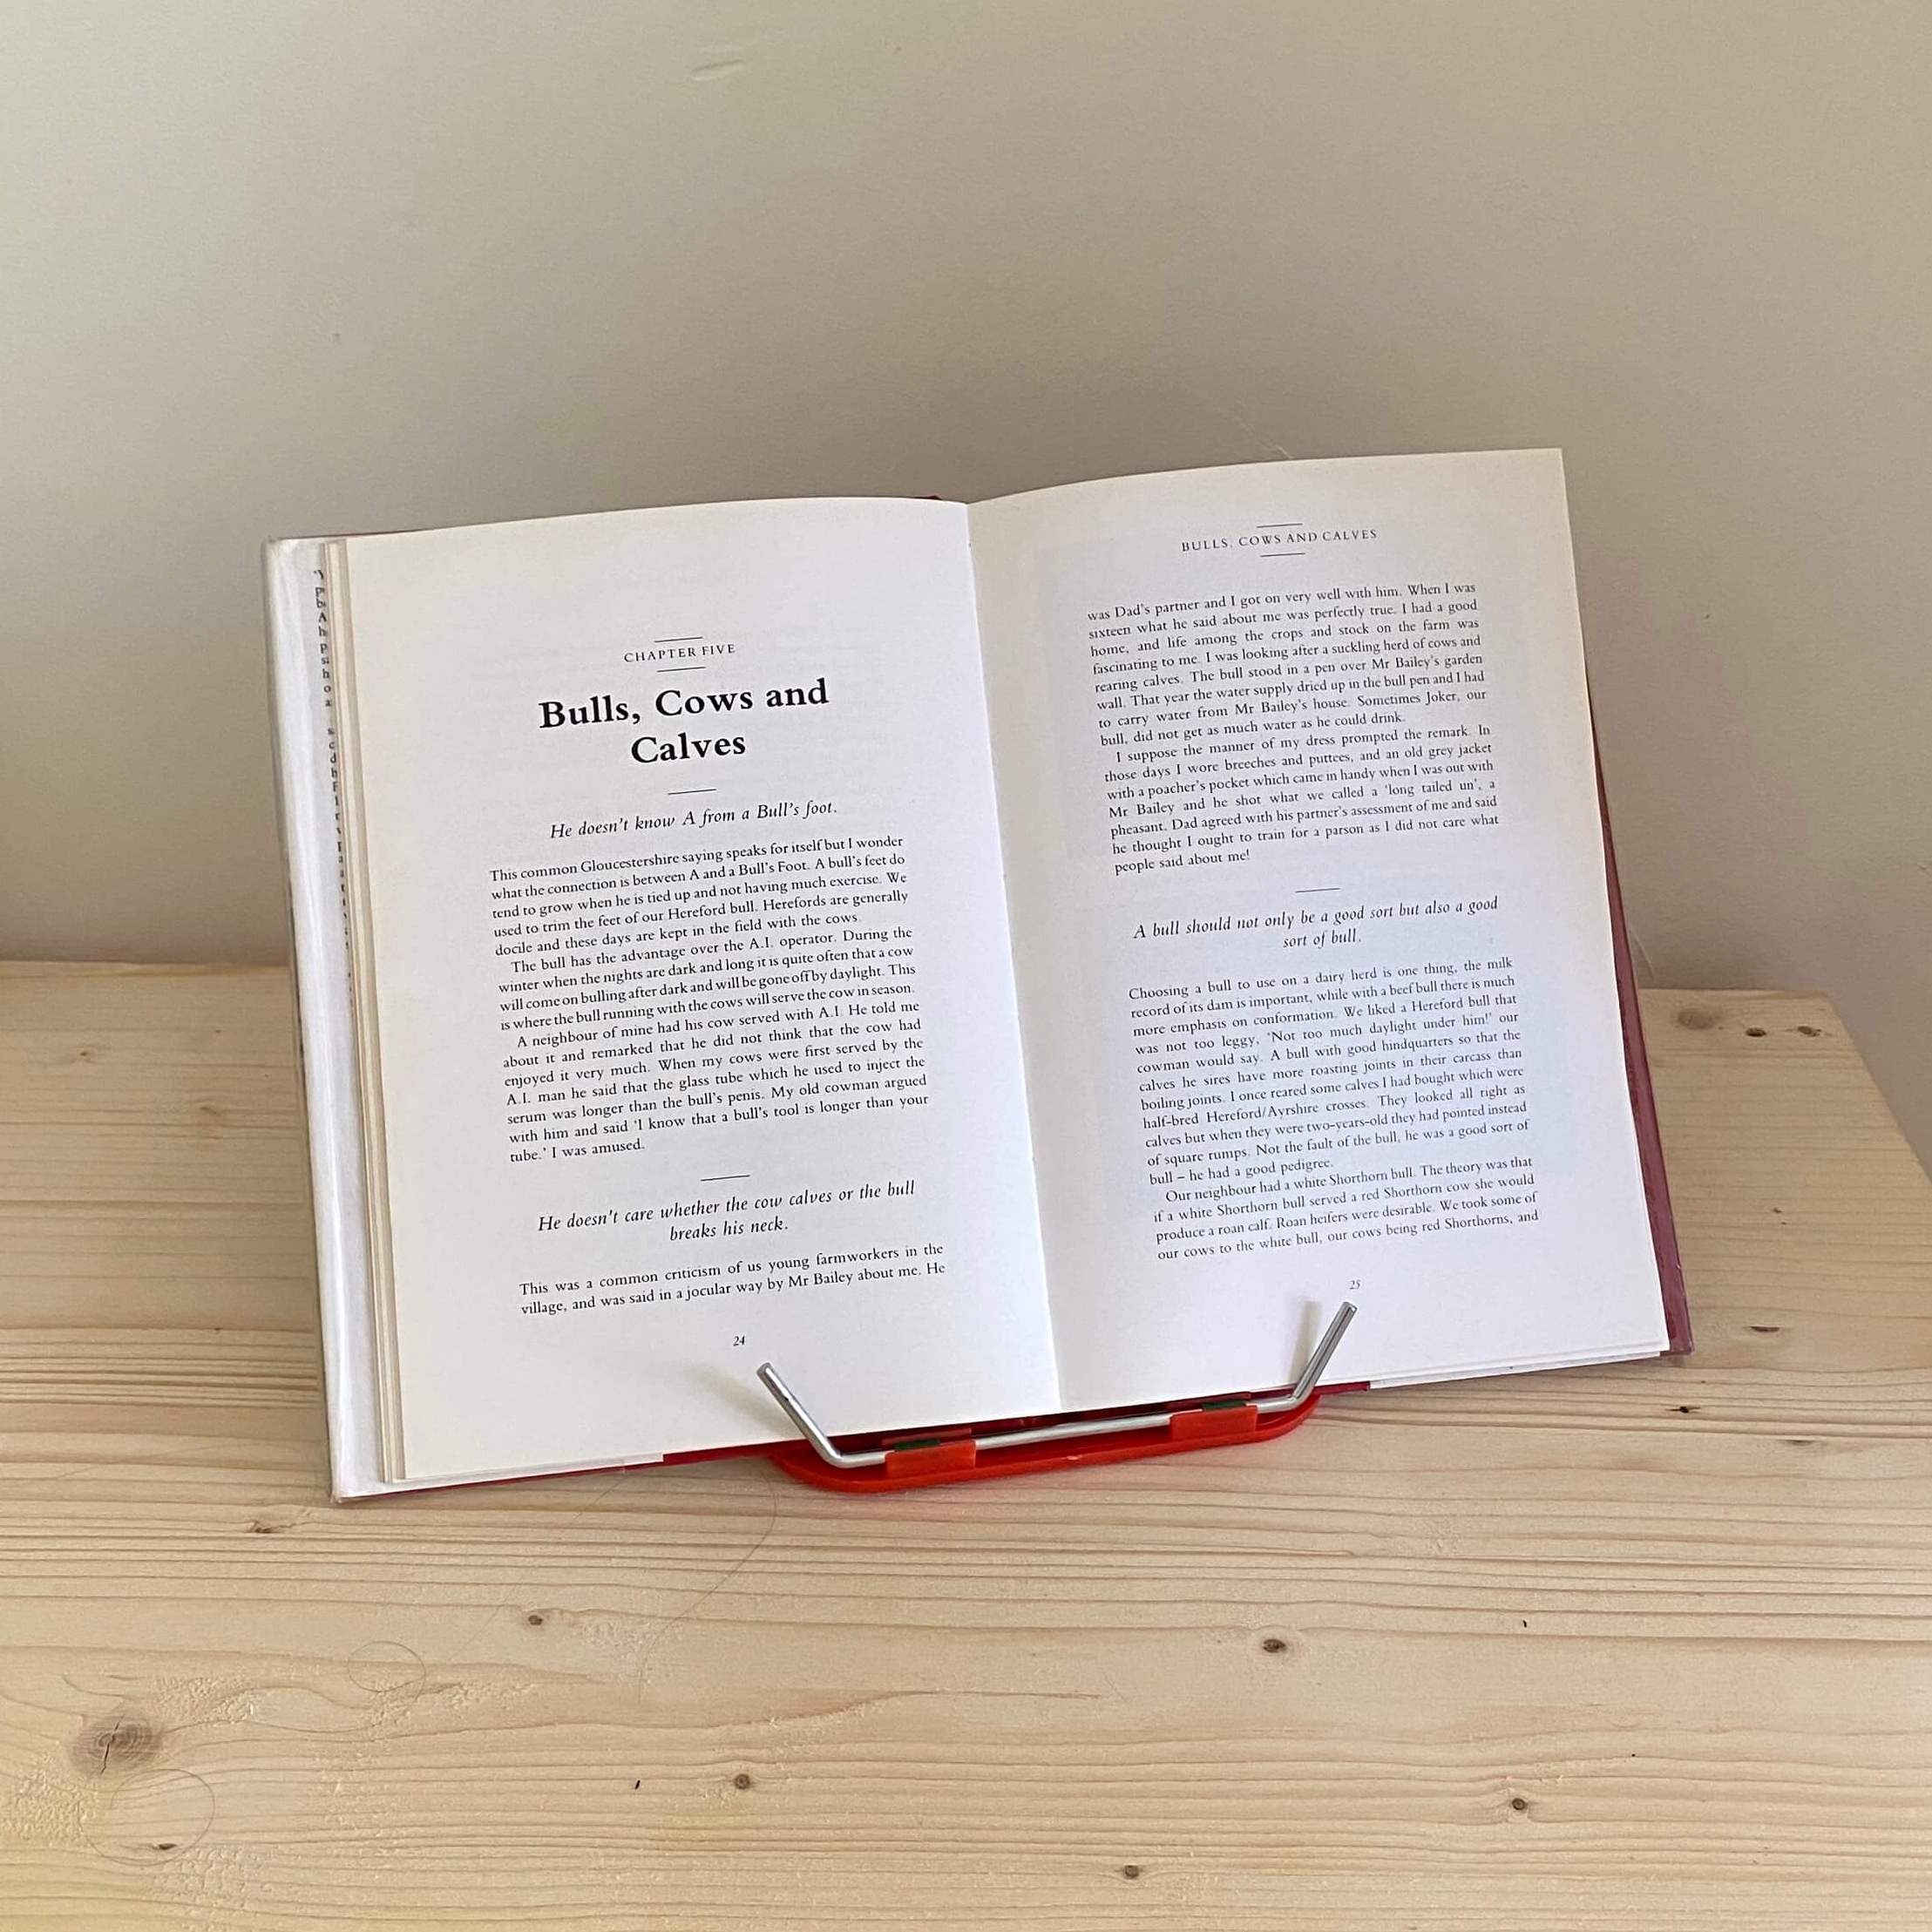 CHAPTER FIVE
Bulls, Cows and
Calves
He doesn't know A from a Bull's foot.
This common Gloucestershire saying speaks for itself but I wonder
what the connection is between A and a Bull's Foot. A bull's feet do
tend to grow when he is tied up and not having much exercise. We
used to trim the feet of our Hereford bull. Herefords are generally
docile and these days are kept in the field with the cows.
The bull has the advantage over the A.I. operator. During the
winter when the nights are dark and long it is quite often that a cow
will come on bulling after dark and will be gone off by daylight. This
is where the bull running with the cows will serve the cow in season.
A neighbour of mine had his cow served with A.I. He told me
about it and remarked that he did not think that the cow had
enjoyed it very much. When my cows were first served by the
A.I. man he said that the glass tube which he used to inject the
serum was longer than the bull's penis. My old cowman argued
with him and said 'I know that a bull's tool is longer than your
tube.' I was amused.
He doesn't care whether the cow calves or the bull
breaks his neck.
This was a common criticism of us young farmworkers in the
village, and was said in a jocular way by Mr Bailey about me. He
24
BULLS, COWS AND CALVES
was Dad's partner and I got on very well with him. When I was
sixteen what he said about me was perfectly true. I had a good
home, and life among the crops and stock on the farm was
fascinating to me. I was looking after a suckling herd of cows and
rearing calves. The bull stood in a pen over Mr Bailey's garden
wall. That year the water supply dried up in the bull pen and I had
to carry water from Mr Bailey's house. Sometimes Joker, our
bull, did not get as much water as he could drink.
I suppose the manner of my dress prompted the remark. In
those days I wore breeches and puttees, and an old grey jacket
with a poacher's pocket which came in handy when I was out with
Mr Bailey and he shot what we called a 'long tailed un', a
pheasant. Dad agreed with his partner's assessment of me and said
he thought I ought to train for a parson as I did not care what
people said about me!
A bull should not only be a good sort but also a good
sort of bull.
Choosing a bull to use on a dairy herd is one thing, the milk
record of its dam is important, while with a beef bull there is much
more emphasis on conformation. We liked a Hereford bull that
was not too leggy, 'Not too much daylight under him!' our
cowman would say. A bull with good hindquarters so that the
calves he sires have more roasting joints in their carcass than
boiling joints. I once reared some calves I had bought which were
half-bred Hereford/Ayrshire crosses. They looked all right as
calves but when they were two-years-old they had pointed instead
of square rumps. Not the fault of the bull, he was a good sort of
bull – he had a good pedigree.
Our neighbour had a white Shorthorn bull. The theory was that
if a white Shorthorn bull served a red Shorthorn cow she would
produce a roan calf. Roan heifers were desirable. We took some of
our cows to the white bull, our cows being red Shorthorns, and
25